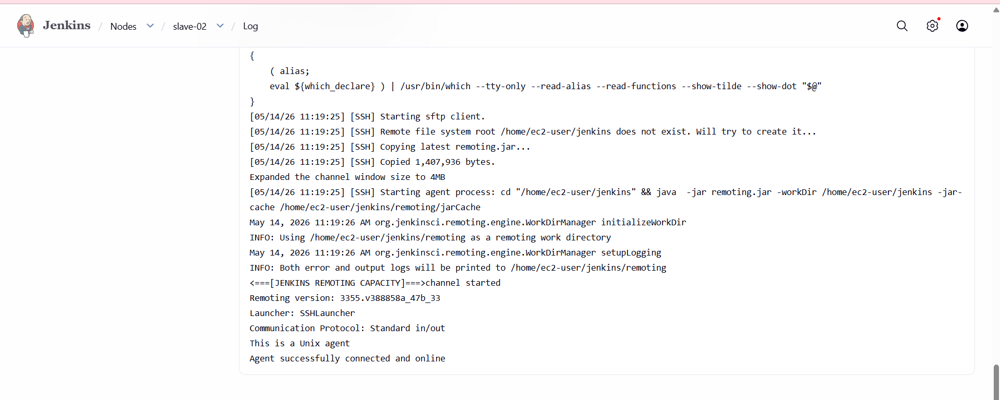 Jenkins / Nodes / slave-02 / Log
{
    ( alias;
    eval ${which_declare} ) | /usr/bin/which --tty-only --read-alias --read-functions --show-tilde --show-dot "$@"
}
[05/14/26 11:19:25] [SSH] Starting sftp client.
[05/14/26 11:19:25] [SSH] Remote file system root /home/ec2-user/jenkins does not exist. Will try to create it...
[05/14/26 11:19:25] [SSH] Copying latest remoting.jar...
[05/14/26 11:19:25] [SSH] Copied 1,407,936 bytes.
Expanded the channel window size to 4MB
[05/14/26 11:19:25] [SSH] Starting agent process: cd "/home/ec2-user/jenkins" && java  -jar remoting.jar -workDir /home/ec2-user/jenkins -jar-
cache /home/ec2-user/jenkins/remoting/jarCache
May 14, 2026 11:19:26 AM org.jenkinsci.remoting.engine.WorkDirManager initializeWorkDir
INFO: Using /home/ec2-user/jenkins/remoting as a remoting work directory
May 14, 2026 11:19:26 AM org.jenkinsci.remoting.engine.WorkDirManager setupLogging
INFO: Both error and output logs will be printed to /home/ec2-user/jenkins/remoting
<===[JENKINS REMOTING CAPACITY]===>channel started
Remoting version: 3355.v388858a_47b_33
Launcher: SSHLauncher
Communication Protocol: Standard in/out
This is a Unix agent
Agent successfully connected and online